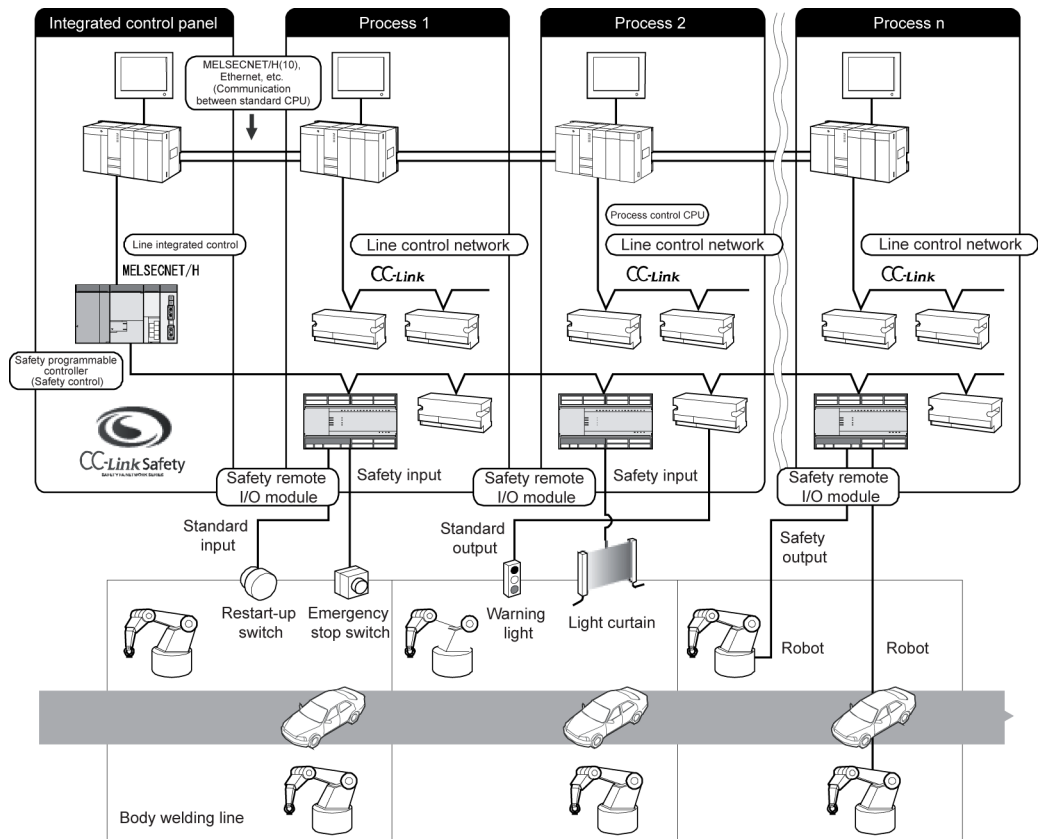 Integrated control panel
Process 1
Process 2
Process n
MELSECNET/H(10),
Ethernet, etc.
(Communication
between standard CPU)
Process control CPU
Line integrated control
Line control network
Line control network
Line control network
MELSECNET/H
CC-Link
CC-Link
CC-Link
Safety programmable
controller
(Safety control)
CC-Link Safety
Safety input
Safety input
Safety remote
I/O module
Safety remote
I/O module
Safety remote
I/O module
Standard
input
Standard
output
Safety
output
Restart-up
switch
Emergency
stop switch
Warning
light
Light curtain
Robot
Robot
Body welding line